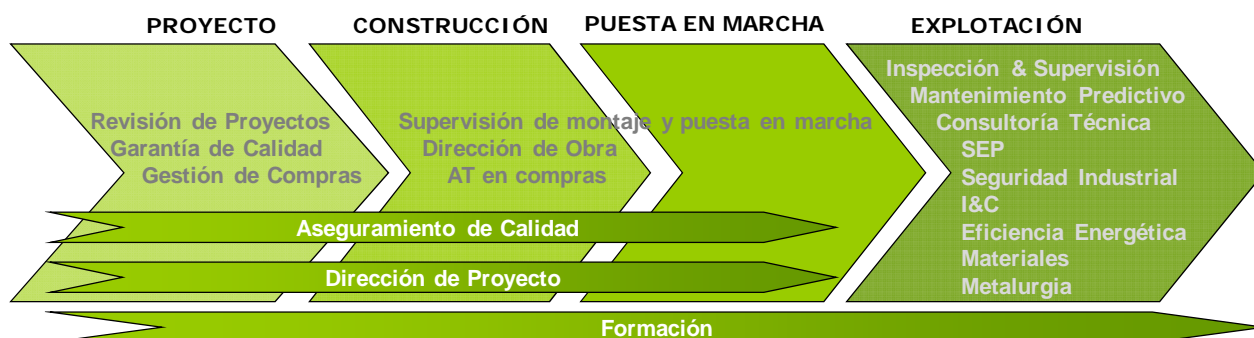 PROYECTO
CONSTRUCCIÓN
PUESTA EN MARCHA
EXPLOTACIÓN
Revisión de Proyectos
Garantía de Calidad
Gestión de Compras
Supervisión de montaje y puesta en marcha
Dirección de Obra
AT en compras
Inspección & Supervisión
Mantenimiento Predictivo
Consultoría Técnica
SEP
Seguridad Industrial
I&C
Eficiencia Energética
Materiales
Metalurgia
Aseguramiento de Calidad
Dirección de Proyecto
Formación